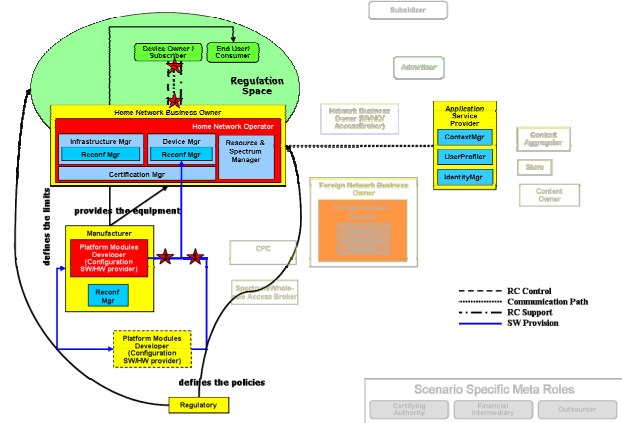 Subsidizer
Device Owner /
Subscriber
End User/
Consumer
Advertiser
Regulation
Space
Home Network Business Owner
Home Network Operator
Infrastructure Mgr
Reconf Mgr
Device Mgr
Reconf Mgr
Resource &
Spectrum
Manager
Certification Mgr
Network Business
Owner (MVNO/
AccessBroker)
Application
Service
Provider
ContextMgr
UserProfiler
IdentityMgr
Content
Aggregator
Store
Content
Owner
Foreign Network Business
Owner
defines the limits
provides the equipment
Manufacturer
Platform Modules
Developer
(Configuration
SW/HW provider)
Reconf
Mgr
CPC
Spectrum/Whole-
sale Access Broker
Platform Modules
Developer
(Configuration
SW/HW provider)
RC Control
Communication Path
RC Support
SW Provision
defines the policies
Regulatory
Scenario Specific Meta Roles
Certifying
Authority
Financial
Intermediary
Outsourcer